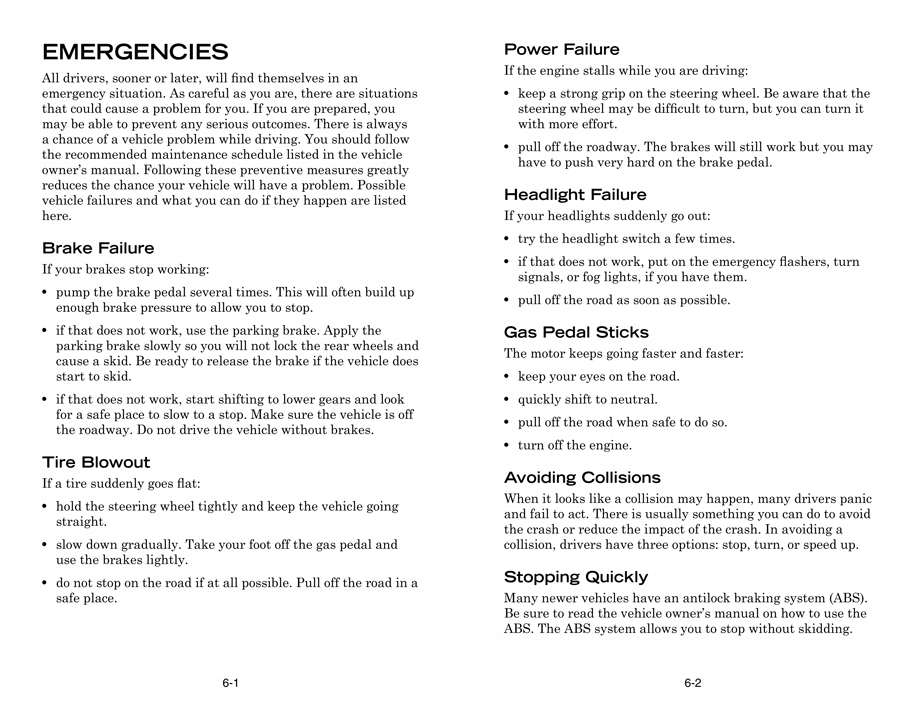 EMERGENCIES
All drivers, sooner or later, will find themselves in an
emergency situation. As careful as you are, there are situations
that could cause a problem for you. If you are prepared, you
may be able to prevent any serious outcomes. There is always
a chance of a vehicle problem while driving. You should follow
the recommended maintenance schedule listed in the vehicle
owner's manual. Following these preventive measures greatly
reduces the chance your vehicle will have a problem. Possible
vehicle failures and what you can do if they happen are listed
here.
Brake Failure
If your brakes stop working:
• pump the brake pedal several times. This will often build up
enough brake pressure to allow you to stop.
• if that does not work, use the parking brake. Apply the
parking brake slowly so you will not lock the rear wheels and
cause a skid. Be ready to release the brake if the vehicle does
start to skid.
• if that does not work, start shifting to lower gears and look
for a safe place to slow to a stop. Make sure the vehicle is off
the roadway. Do not drive the vehicle without brakes.
Tire Blowout
If a tire suddenly goes flat:
• hold the steering wheel tightly and keep the vehicle going
straight.
• slow down gradually. Take your foot off the gas pedal and
use the brakes lightly.
• do not stop on the road if at all possible. Pull off the road in a
safe place.
6-1
Power Failure
If the engine stalls while you are driving:
• keep a strong grip on the steering wheel. Be aware that the
steering wheel may be difficult to turn, but you can turn it
with more effort.
• pull off the roadway. The brakes will still work but you may
have to push very hard on the brake pedal.
Headlight Failure
If your headlights suddenly go out:
• try the headlight switch a few times.
• if that does not work, put on the emergency flashers, turn
signals, or fog lights, if you have them.
• pull off the road as soon as possible.
Gas Pedal Sticks
The motor keeps going faster and faster:
• keep your eyes on the road.
• quickly shift to neutral.
• pull off the road when safe to do so.
• turn off the engine.
Avoiding Collisions
When it looks like a collision may happen, many drivers panic
and fail to act. There is usually something you can do to avoid
the crash or reduce the impact of the crash. In avoiding a
collision, drivers have three options: stop, turn, or speed up.
Stopping Quickly
Many newer vehicles have an antilock braking system (ABS).
Be sure to read the vehicle owner's manual on how to use the
ABS. The ABS system allows you to stop without skidding.
6-2